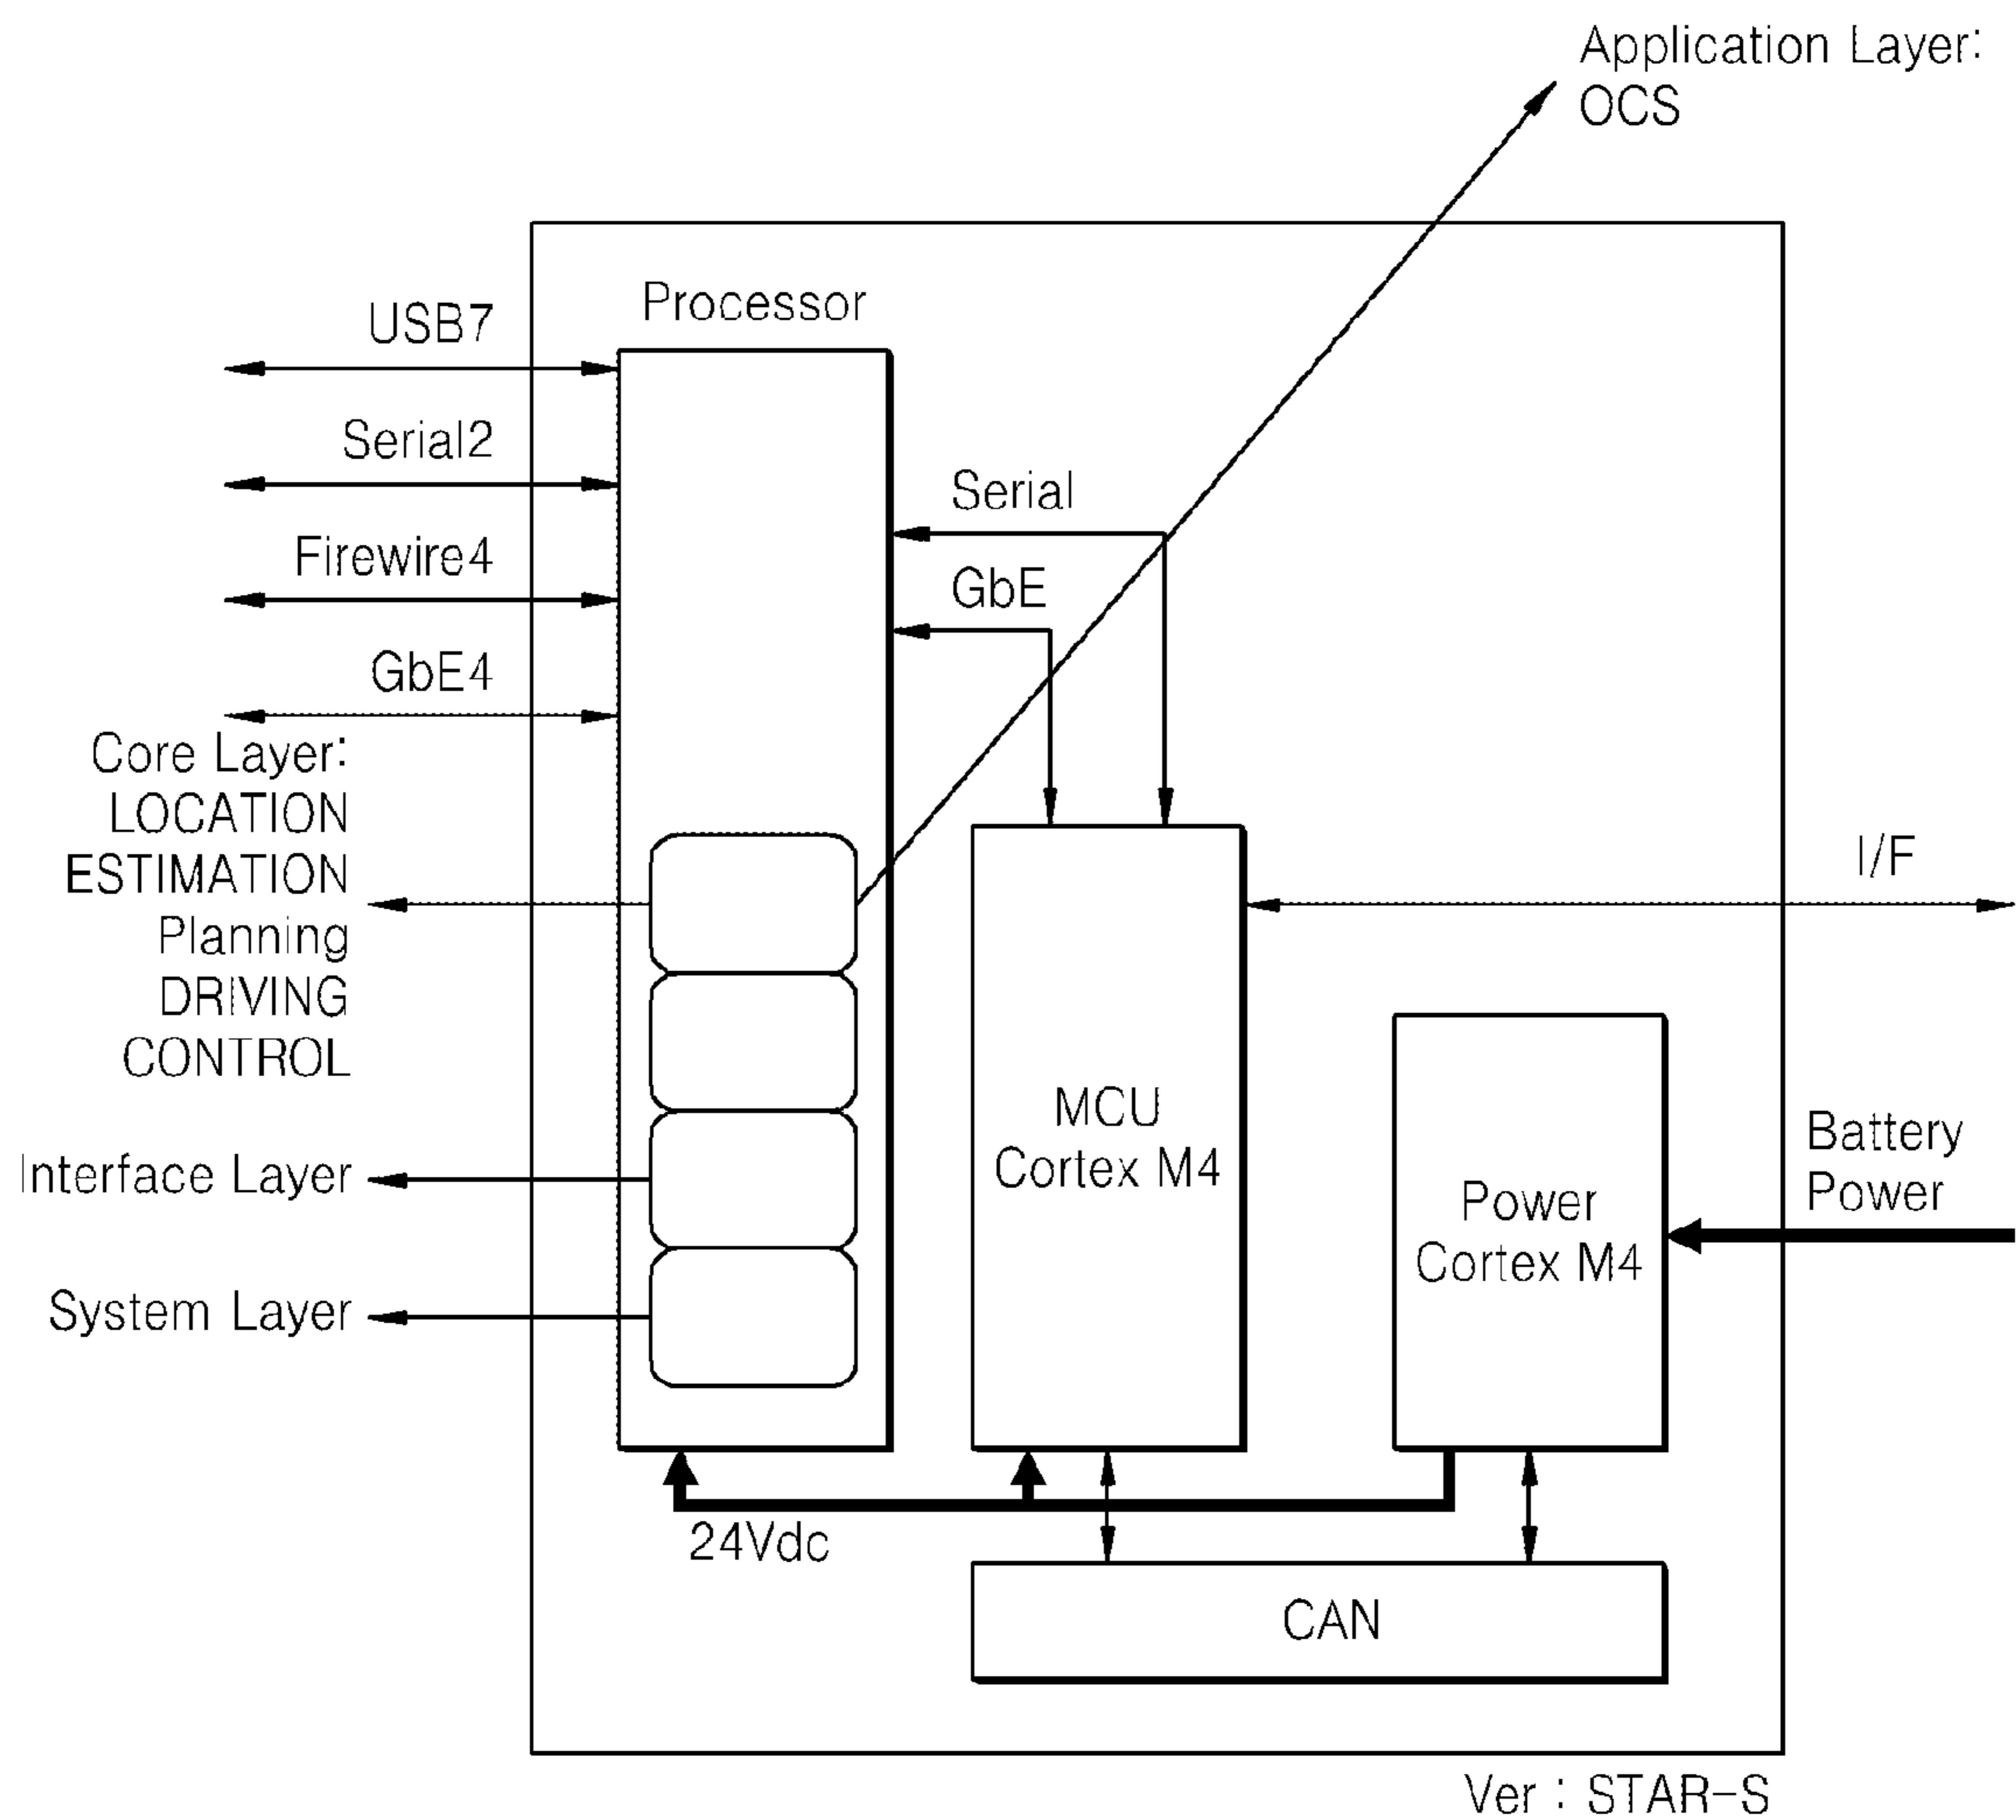 Application Layer:
OCS
Processor
USB7
Serial2
Firewire4
GbE4
Serial
GbE
Core Layer:
LOCATION
ESTIMATION
Planning
DRIVING
CONTROL
Interface Layer
System Layer
MCU
Cortex M4
I/F
Power
Cortex M4
Battery
Power
24Vdc
CAN
Ver : STAR-S